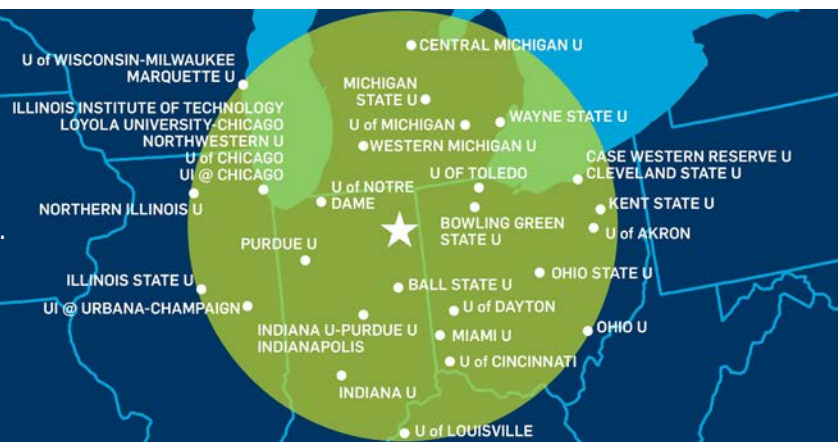 CENTRAL MICHIGAN U
U of WISCONSIN-MILWAUKEE
MARQUETTE U
MICHIGAN
STATE U
ILLINOIS INSTITUTE OF TECHNOLOGY
LOYOLA UNIVERSITY-CHICAGO
NORTHWESTERN U
U of CHICAGO
UI @ CHICAGO
WAYNE STATE U
U of MICHIGAN
WESTERN MICHIGAN U
CASE WESTERN RESERVE U
CLEVELAND STATE U
U OF TOLEDO
U of NOTRE
DAME
NORTHERN ILLINOIS U
KENT STATE U
BOWLING GREEN
STATE U
U of AKRON
PURDUE U
OHIO STATE U
ILLINOIS STATE U
BALL STATE U
UI @ URBANA-CHAMPAIGN
U of DAYTON
INDIANA U-PURDUE U
INDIANAPOLIS
MIAMI U
OHIO U
U of CINCINNATI
INDIANA U
U of LOUISVILLE